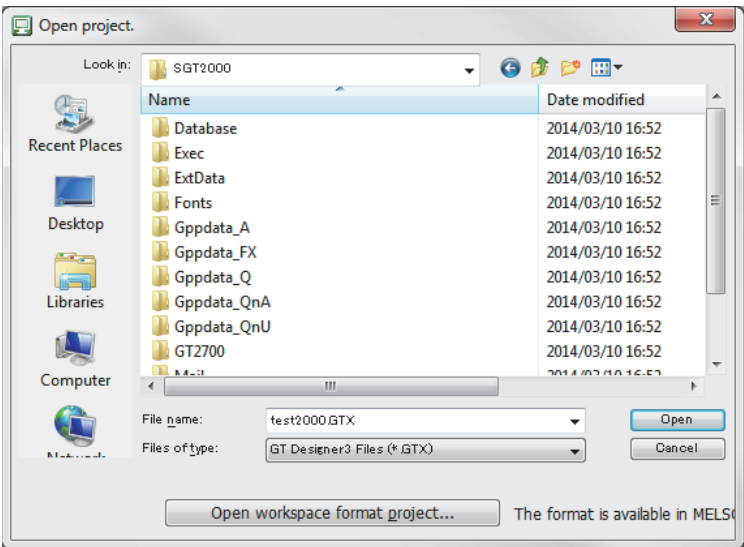 Open project.
Look in: SGT2000
Name Date modified
Recent Places
Database 2014/03/10 16:52
Exec 2014/03/10 16:52
ExtData 2014/03/10 16:52
Desktop
Fonts 2014/03/10 16:52
Gppdata_A 2014/03/10 16:52
Gppdata_FX 2014/03/10 16:52
Libraries
Gppdata_Q 2014/03/10 16:52
Gppdata_QnA 2014/03/10 16:52
Gppdata_QnU 2014/03/10 16:52
Computer
GT2700 2014/03/10 16:52
File name: test2000.GTX Open
Files of type: GT Designer3 Files (*.GTX) Cancel
Open workspace format project... The format is available in